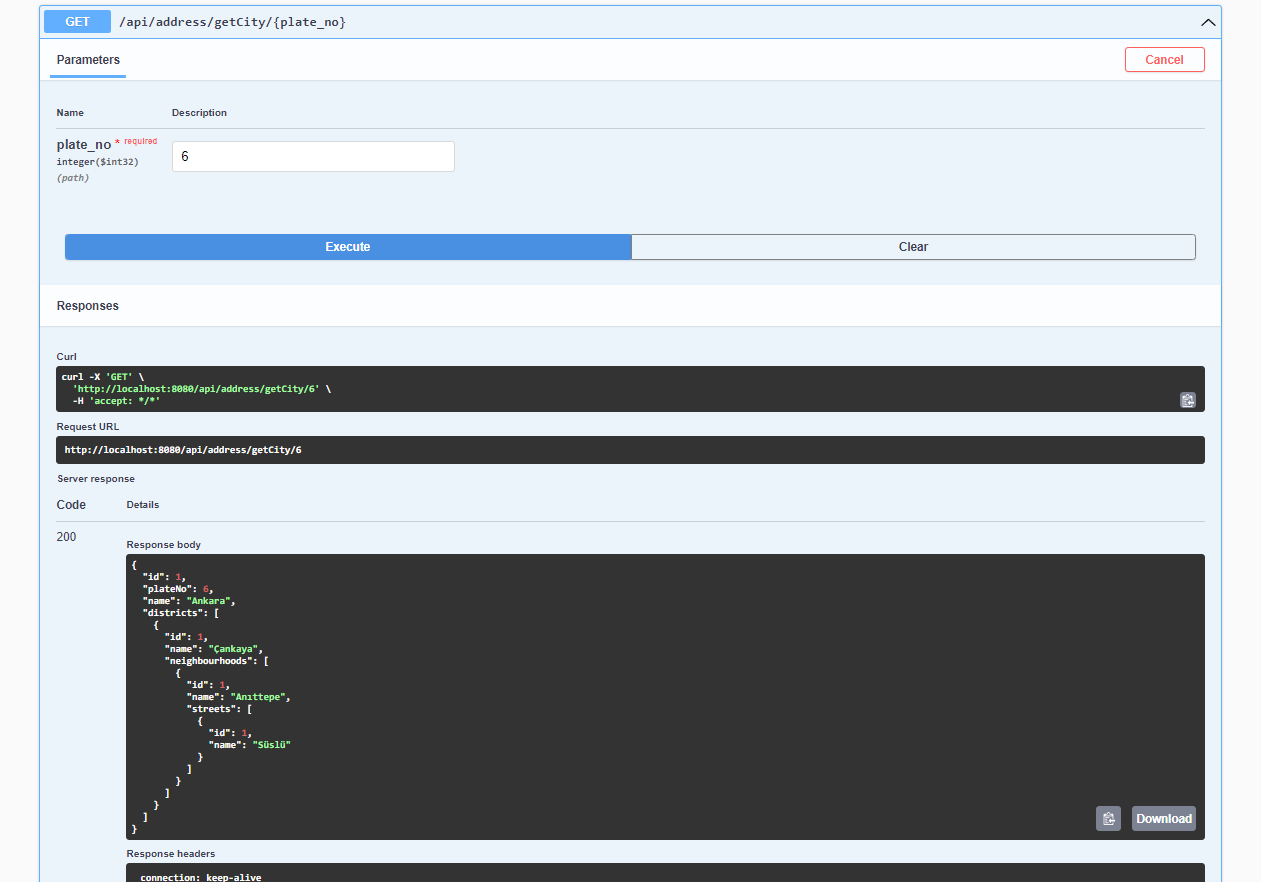 GET /api/address/getCity/{plate_no}
Parameters
Cancel
Name Description
plate_no * required
integer($int32)
(path)
6
Execute Clear
Responses
Curl
curl -X 'GET' \
  'http://localhost:8080/api/address/getCity/6' \
  -H 'accept: */*'
Request URL
http://localhost:8080/api/address/getCity/6
Server response
Code Details
200
Response body
{
  "id": 1,
  "plateNo": 6,
  "name": "Ankara",
  "districts": [
    {
      "id": 1,
      "name": "Çankaya",
      "neighbourhoods": [
        {
          "id": 1,
          "name": "Anıttepe",
          "streets": [
            {
              "id": 1,
              "name": "Süslü"
            }
          ]
        }
      ]
    }
  ]
}
Download
Response headers
connection: keep-alive